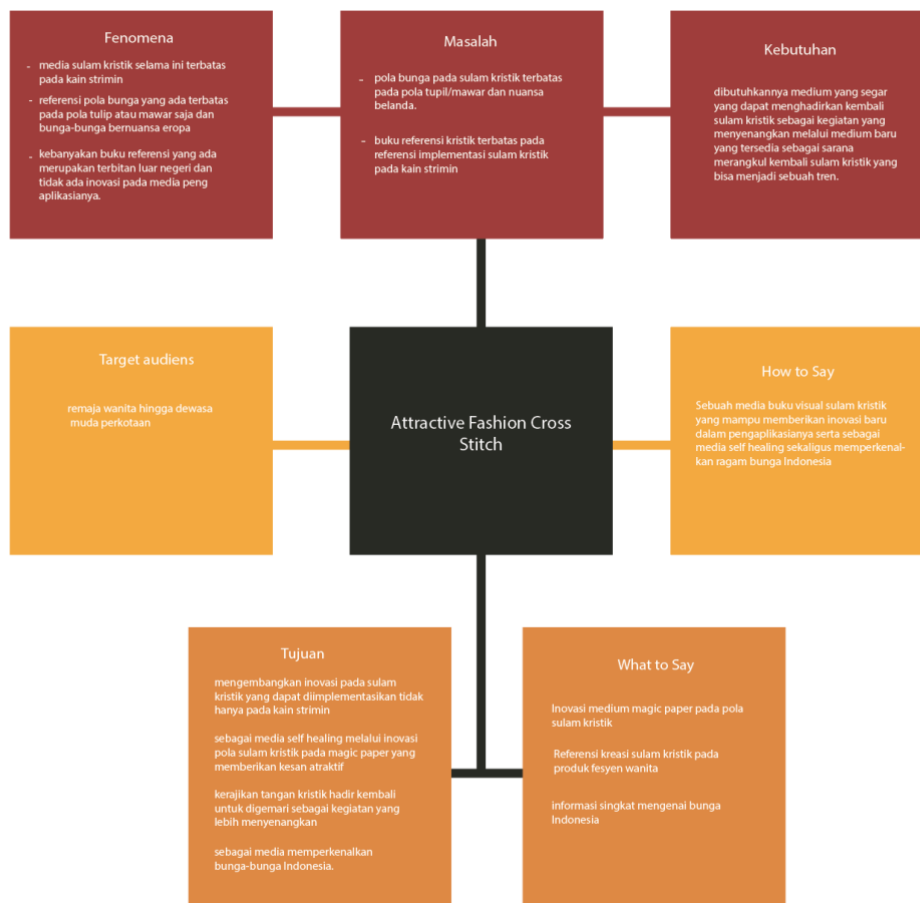 Fenomena
- media sulam kristik selama ini terbatas
pada kain strimin
- referensi pola bunga yang ada terbatas
pada pola tulip atau mawar saja dan
bunga-bunga bernuansa eropa
- kebanyakan buku referensi yang ada
merupakan terbitan luar negeri dan
tidak ada inovasi pada media peng
aplikasianya.
Masalah
- pola bunga pada sulam kristik terbatas
pada pola tupil/mawar dan nuansa
belanda.
- buku referensi kristik terbatas pada
referensi implementasi sulam kristik
pada kain strimin
Kebutuhan
dibutuhkannya medium yang segar
yang dapat menghadirkan kembali
sulam kristik sebagai kegiatan yang
menyenangkan melalui medium baru
yang tersedia sebagai sarana
merangkul kembali sulam kristik yang
bisa menjadi sebuah tren.
Target audiens
remaja wanita hingga dewasa
muda perkotaan
Attractive Fashion Cross
Stitch
How to Say
Sebuah media buku visual sulam kristik
yang mampu memberikan inovasi baru
dalam pengaplikasianya serta sebagai
media self healing sekaligus memperkenal-
kan ragam bunga Indonesia
Tujuan
mengembangkan inovasi pada sulam
kristik yang dapat diimplementasikan tidak
hanya pada kain strimin
sebagai media self healing melalui inovasi
pola sulam kristik pada magic paper yang
memberikan kesan atraktif
kerajikan tangan kristik hadir kembali
untuk digemari sebagai kegiatan yang
lebih menyenangkan
sebagai media memperkenalkan
bunga-bunga Indonesia.
What to Say
Inovasi medium magic paper pada pola
sulam kristik
Referensi kreasi sulam kristik pada
produk fesyen wanita
informasi singkat mengenai bunga
Indonesia